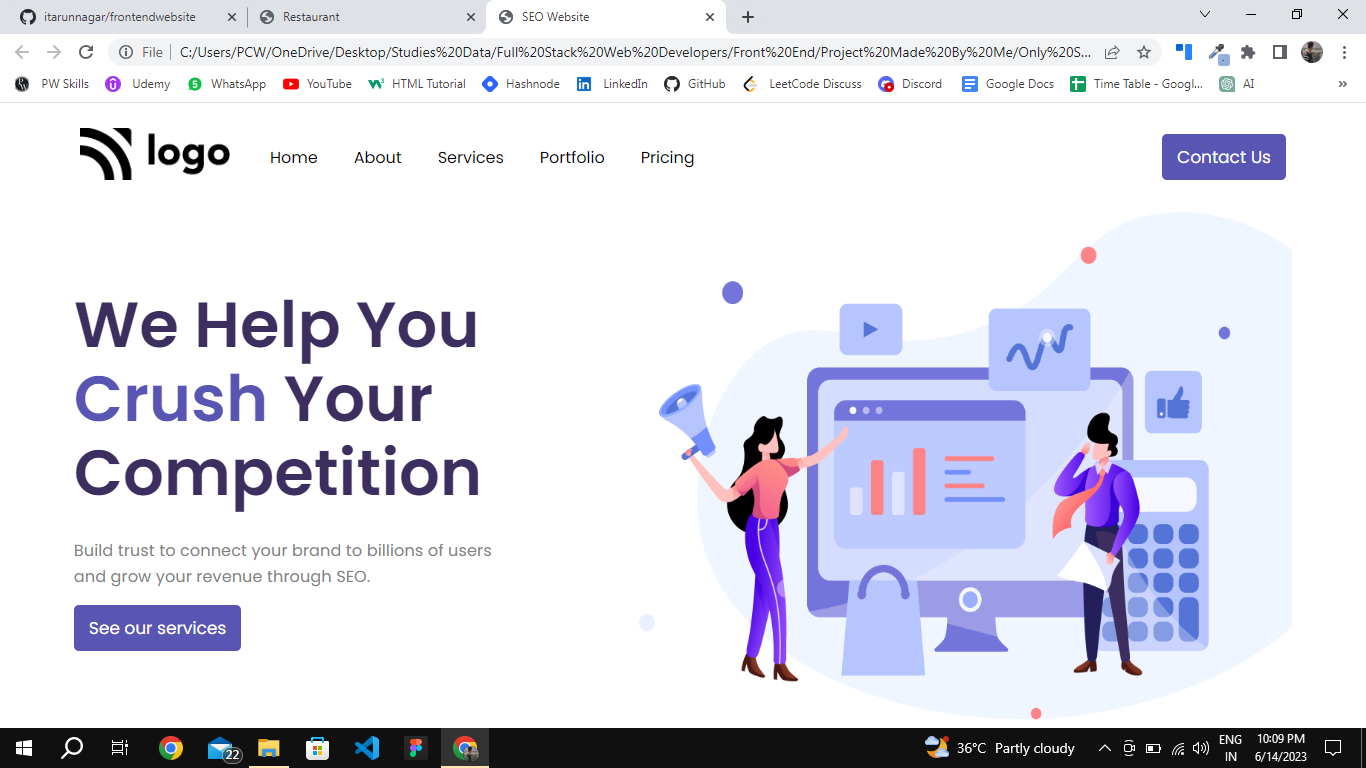 itarunnagar/frontendwebsite
Restaurant
SEO Website
File
C:/Users/PCW/OneDrive/Desktop/Studies%20Data/Full%20Stack%20Web%20Developers/Front%20End/Project%20Made%20By%20Me/Only%20S...
PW Skills
Udemy
WhatsApp
YouTube
HTML Tutorial
Hashnode
LinkedIn
GitHub
LeetCode Discuss
Discord
Google Docs
Time Table - Googl...
AI
logo
Home
About
Services
Portfolio
Pricing
Contact Us
We Help You
Crush Your
Competition
Build trust to connect your brand to billions of users
and grow your revenue through SEO.
See our services
22
36°C Partly cloudy
ENG
IN
10:09 PM
6/14/2023